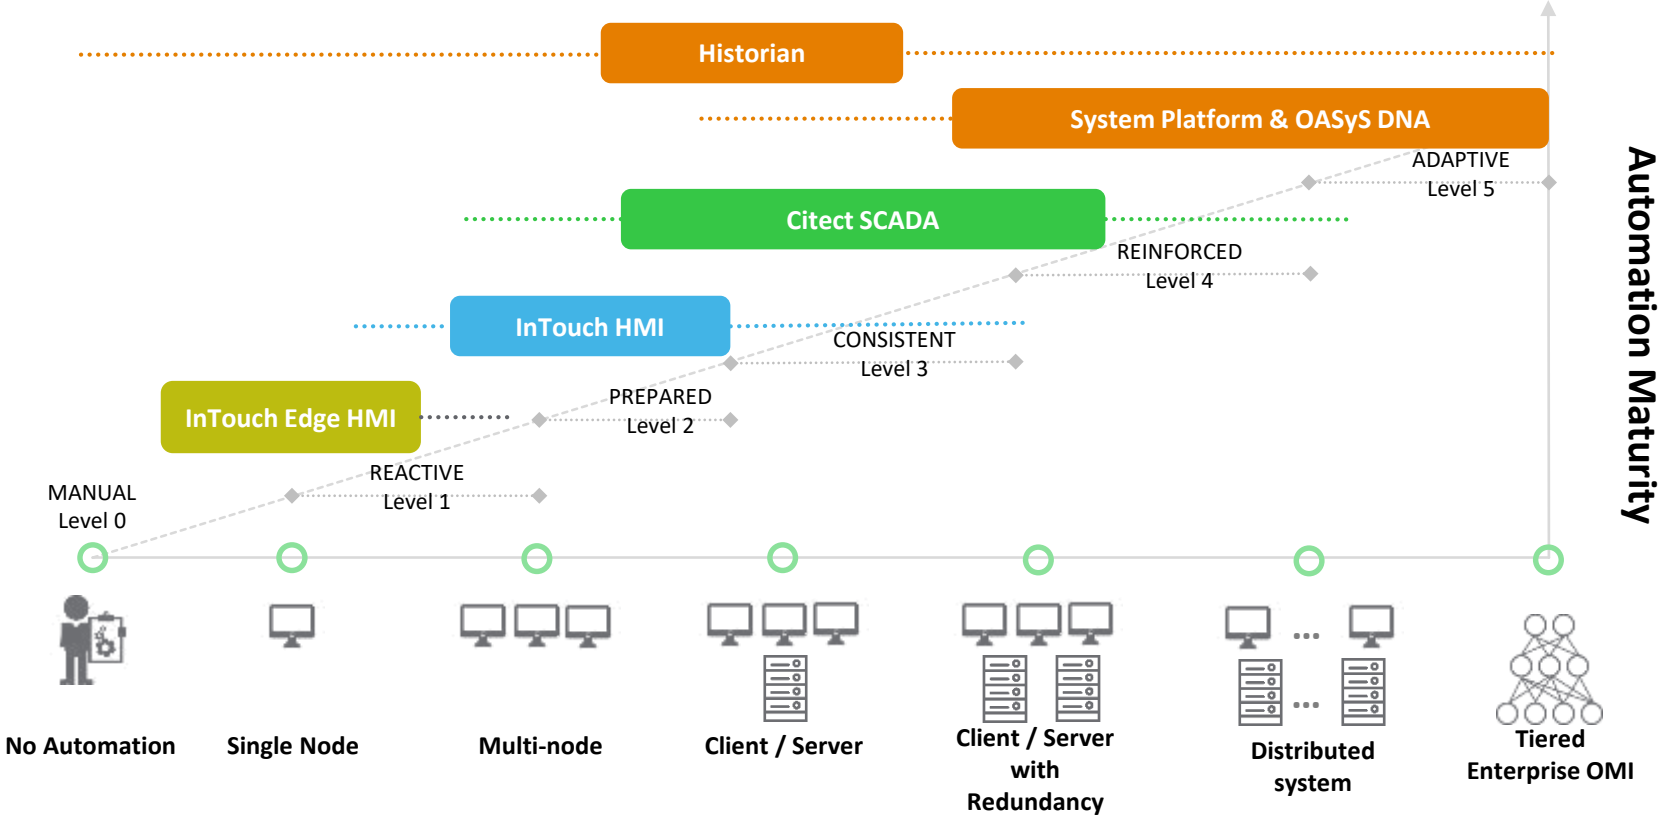 Historian
System Platform & OASyS DNA
ADAPTIVE
Level 5
Citect SCADA
REINFORCED
Level 4
InTouch HMI
CONSISTENT
Level 3
InTouch Edge HMI
PREPARED
Level 2
REACTIVE
Level 1
MANUAL
Level 0
Automation Maturity
No Automation
Single Node
Multi-node
Client / Server
Client / Server
with
Redundancy
Distributed
system
Tiered
Enterprise OMI